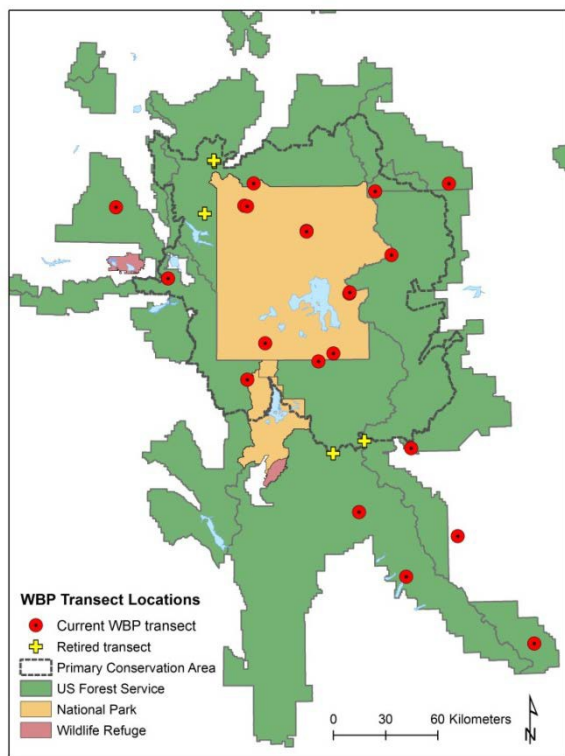 WBP Transect Locations
Current WBP transect
Retired transect
Primary Conservation Area
US Forest Service
National Park
Wildlife Refuge
0 30 60 Kilometers
N